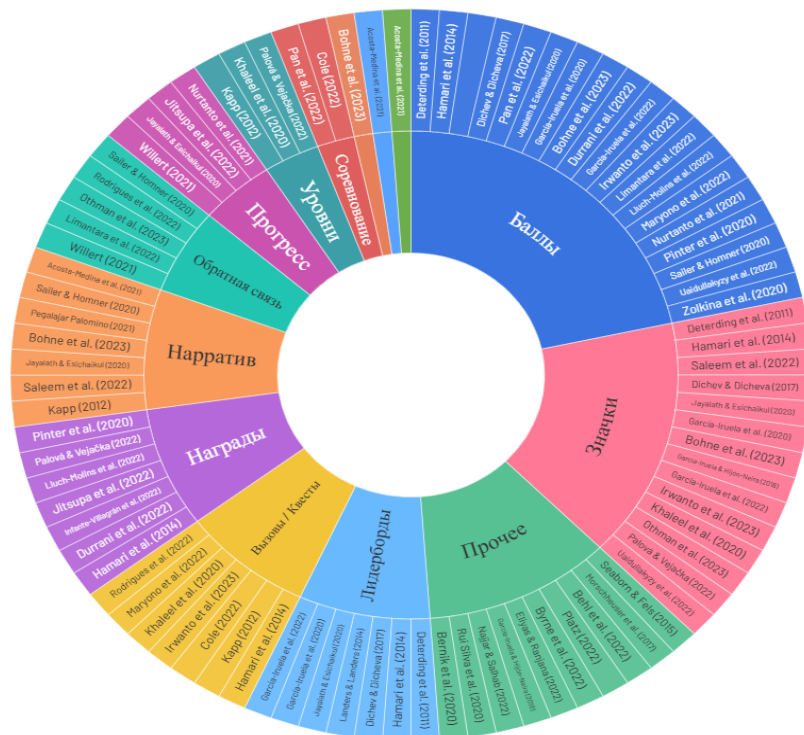 Баллы
Deterding et al. (2011)
Hamari et al. (2014)
Dichev & Dicheva (2017)
Pan et al. (2022)
Jayalath & Esichaikul (2020)
García-Iruela et al. (2020)
Bohne et al. (2023)
Durrani et al. (2022)
García-Iruela et al. (2022)
Irwanto et al. (2023)
Limantara et al. (2022)
Lluch-Molins et al. (2022)
Maryono et al. (2022)
Nurtanto et al. (2021)
Pinter et al. (2020)
Sailer & Homner (2020)
Uaidullakyzy et al. (2022)
Zolkina et al. (2020)
Значки
Deterding et al. (2011)
Hamari et al. (2014)
Saleem et al. (2022)
Dichev & Dicheva (2017)
Jayalath & Esichaikul (2020)
García-Iruela et al. (2020)
Bohne et al. (2023)
García-Iruela & Hijón-Neira (2018)
García-Iruela et al. (2022)
Irwanto et al. (2023)
Khaleel et al. (2020)
Othman et al. (2023)
Palová & Vejačka (2022)
Uaidullakyzy et al. (2022)
Прочее
Seaborn & Fels (2015)
Morschheuser et al. (2017)
Behl et al. (2022)
Platz (2022)
Byrne et al. (2022)
Eliyas & Ranjana (2022)
García-Iruela & Hijón-Neira (2018)
Najjar & Salhab (2022)
Rui Silva et al. (2020)
Bernik et al. (2020)
Лидерборды
Deterding et al. (2011)
Hamari et al. (2014)
Dichev & Dicheva (2017)
Landers & Landers (2014)
Jayalath & Esichaikul (2020)
García-Iruela et al. (2020)
García-Iruela et al. (2022)
Вызовы / Квесты
Hamari et al. (2014)
Kapp (2012)
Cole (2022)
Irwanto et al. (2023)
Khaleel et al. (2020)
Maryono et al. (2022)
Rodrigues et al. (2022)
Награды
Hamari et al. (2014)
Durrani et al. (2022)
Infante-Villagrán et al. (2022)
Jitsupa et al. (2022)
Lluch-Molins et al. (2022)
Palová & Vejačka (2022)
Pinter et al. (2020)
Нарратив
Kapp (2012)
Saleem et al. (2022)
Jayalath & Esichaikul (2020)
Bohne et al. (2023)
Pegalajar Palomino (2021)
Sailer & Homner (2020)
Acosta-Medina et al. (2021)
Обратная связь
Willert (2021)
Limantara et al. (2022)
Othman et al. (2023)
Rodrigues et al. (2022)
Sailer & Homner (2020)
Прогресс
Willert (2021)
Jayalath & Esichaikul (2020)
Jitsupa et al. (2022)
Nurtanto et al. (2021)
Уровни
Kapp (2012)
Khaleel et al. (2020)
Palová & Vejačka (2022)
Соревнование
Pan et al. (2022)
Cole (2022)
Bohne et al. (2023)
Acosta-Medina et al. (2021)
Acosta-Medina et al. (2021)